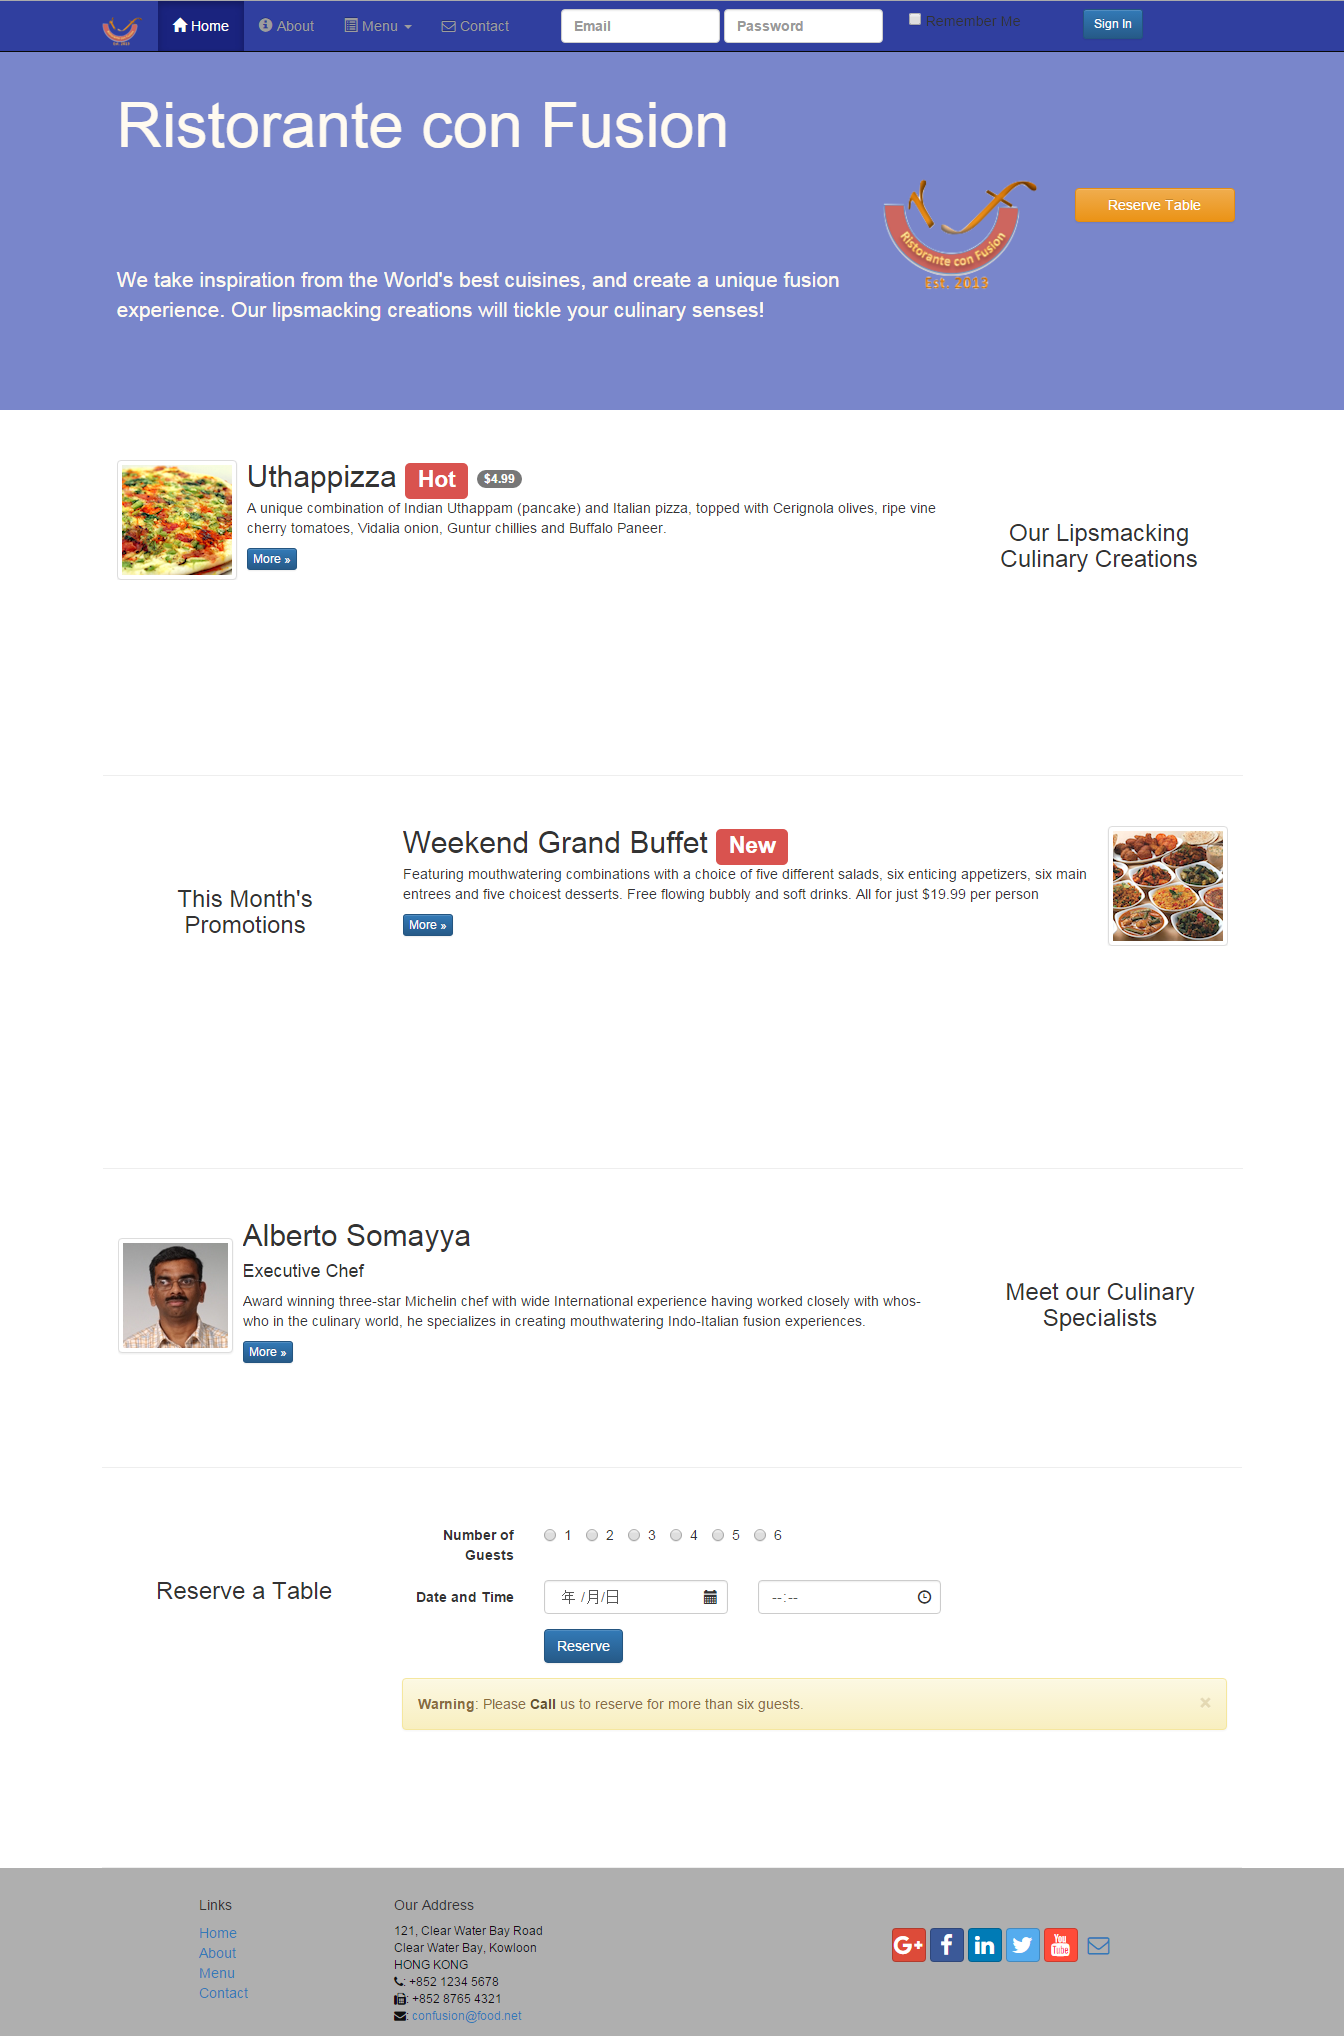 Home
About
Menu
Contact
Email
Password
Remember Me
Sign In
Ristorante con Fusion
Ristorante con Fusion
Est. 2013
Reserve Table
We take inspiration from the World's best cuisines, and create a unique fusion
experience. Our lipsmacking creations will tickle your culinary senses!
Uthappizza Hot $4.99
A unique combination of Indian Uthappam (pancake) and Italian pizza, topped with Cerignola olives, ripe vine
cherry tomatoes, Vidalia onion, Guntur chillies and Buffalo Paneer.
More »
Our Lipsmacking
Culinary Creations
This Month's
Promotions
Weekend Grand Buffet New
Featuring mouthwatering combinations with a choice of five different salads, six enticing appetizers, six main
entrees and five choicest desserts. Free flowing bubbly and soft drinks. All for just $19.99 per person
More »
Alberto Somayya
Executive Chef
Award winning three-star Michelin chef with wide International experience having worked closely with whos-
who in the culinary world, he specializes in creating mouthwatering Indo-Italian fusion experiences.
More »
Meet our Culinary
Specialists
Reserve a Table
Number of
Guests
1 2 3 4 5 6
Date and Time
年 /月/日
--:--
Reserve
Warning: Please Call us to reserve for more than six guests.
×
Links
Home
About
Menu
Contact
Our Address
121, Clear Water Bay Road
Clear Water Bay, Kowloon
HONG KONG
: +852 1234 5678
: +852 8765 4321
: confusion@food.net
G+ f in You Tube